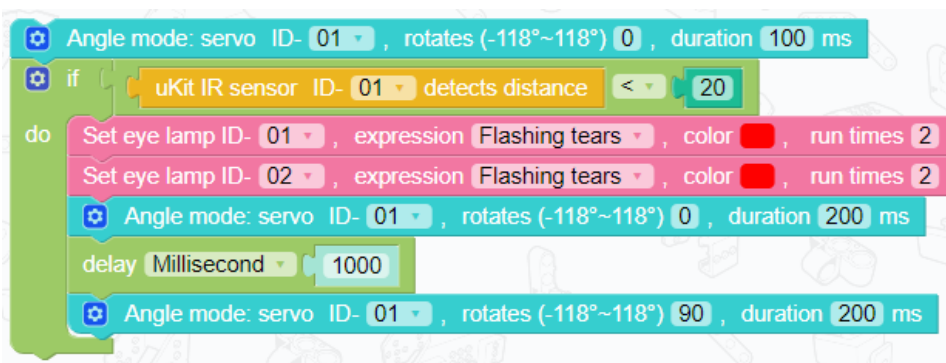 Angle mode: servo ID- 01 , rotates (-118°~118°) 0 , duration 100 ms
if uKit IR sensor ID- 01 detects distance < 20
do Set eye lamp ID- 01 , expression Flashing tears , color , run times 2
Set eye lamp ID- 02 , expression Flashing tears , color , run times 2
Angle mode: servo ID- 01 , rotates (-118°~118°) 0 , duration 200 ms
delay Millisecond 1000
Angle mode: servo ID- 01 , rotates (-118°~118°) 90 , duration 200 ms